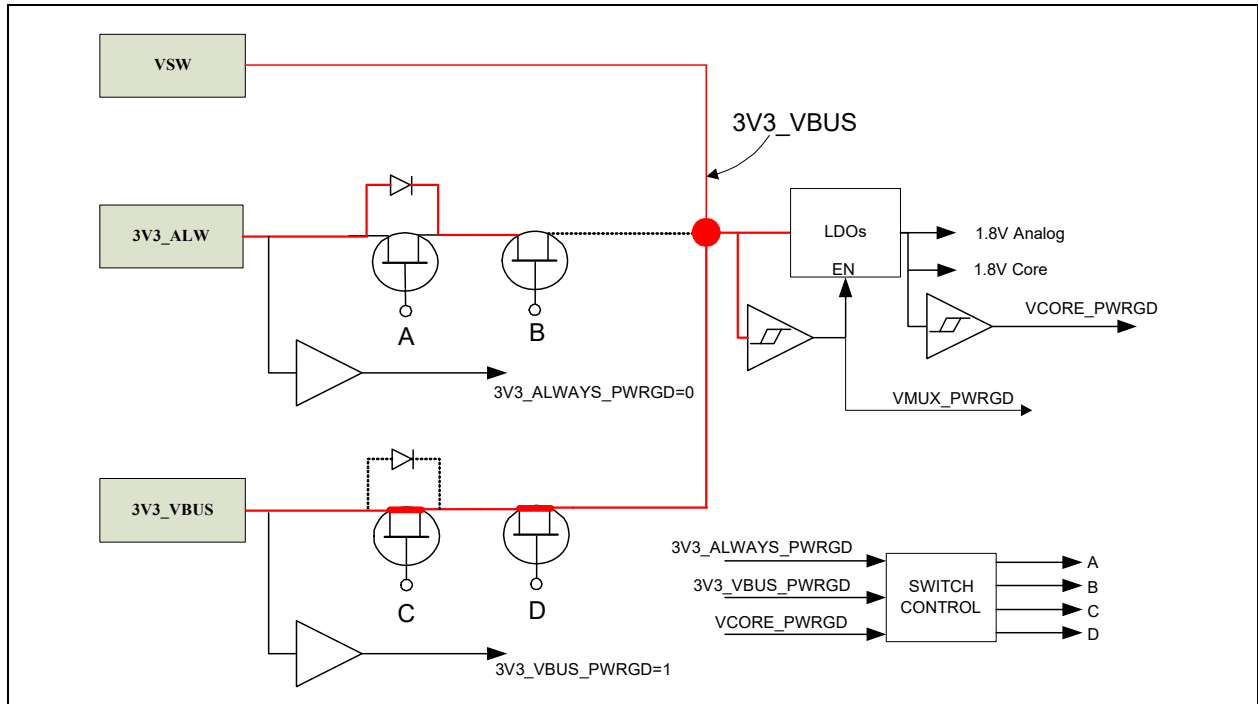 VSW
3V3_VBUS
3V3_ALW
LDOs
EN
1.8V Analog
1.8V Core
A
B
VCORE_PWRGD
3V3_ALWAYS_PWRGD=0
VMUX_PWRGD
3V3_VBUS
C
D
3V3_VBUS_PWRGD=1
3V3_ALWAYS_PWRGD
3V3_VBUS_PWRGD
VCORE_PWRGD
SWITCH
CONTROL
A
B
C
D